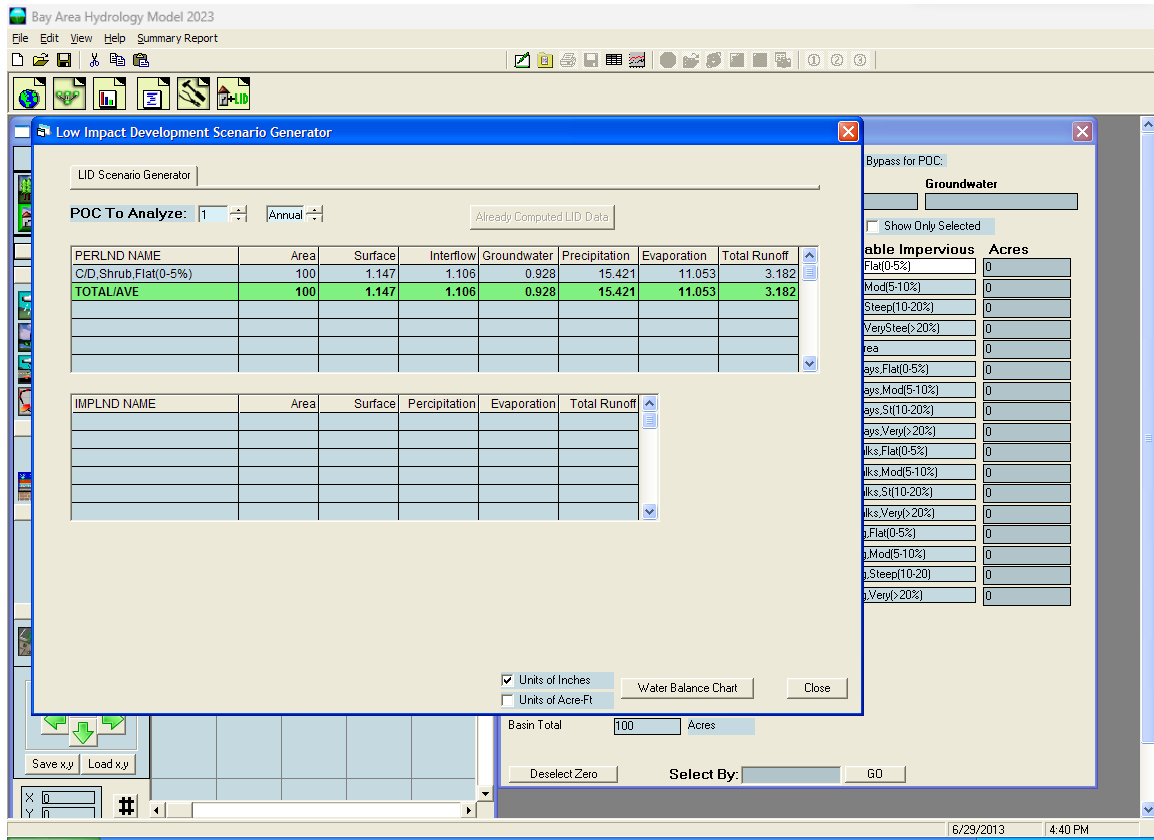 Bay Area Hydrology Model 2023
File Edit View Help Summary Report
+LID
Low Impact Development Scenario Generator
LID Scenario Generator
POC To Analyze: 1 Annual Already Computed LID Data
PERLND NAME Area Surface Interflow Groundwater Precipitation Evaporation Total Runoff
C/D,Shrub,Flat(0-5%) 100 1.147 1.106 0.928 15.421 11.053 3.182
TOTAL/AVE 100 1.147 1.106 0.928 15.421 11.053 3.182
IMPLND NAME Area Surface Percipitation Evaporation Total Runoff
Units of Inches
Units of Acre-Ft
Water Balance Chart Close
Bypass for POC:
Groundwater
Show Only Selected
able Impervious Acres
Flat(0-5%) 0
Mod(5-10%) 0
Steep(10-20%) 0
VeryStee(>20%) 0
rea 0
ays,Flat(0-5%) 0
ays,Mod(5-10%) 0
ays,St(10-20%) 0
ays,Very(>20%) 0
lks,Flat(0-5%) 0
lks,Mod(5-10%) 0
lks,St(10-20%) 0
lks,Very(>20%) 0
g,Flat(0-5%) 0
g,Mod(5-10%) 0
g,Steep(10-20) 0
g,Very(>20%) 0
Basin Total 100 Acres
Deselect Zero Select By: GO
Save x,y Load x,y
X 0
Y 0
#
6/29/2013 4:40 PM